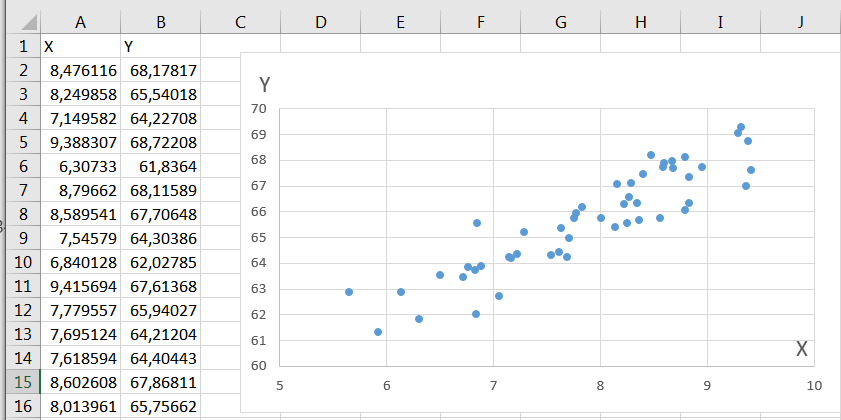 A B C D E F G H I J
1 X Y
2 8,476116 68,17817
3 8,249858 65,54018
4 7,149582 64,22708
5 9,388307 68,72208
6 6,30733 61,8364
7 8,79662 68,11589
8 8,589541 67,70648
9 7,54579 64,30386
10 6,840128 62,02785
11 9,415694 67,61368
12 7,779557 65,94027
13 7,695124 64,21204
14 7,618594 64,40443
15 8,602608 67,86811
16 8,013961 65,75662
Y
70
69
68
67
66
65
64
63
62
61
60
X
5 6 7 8 9 10